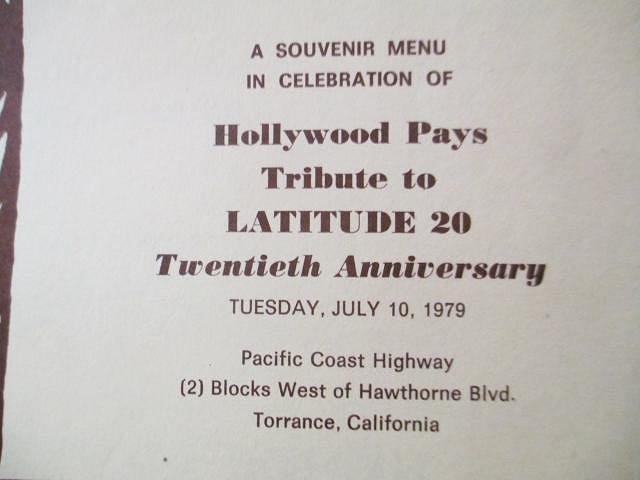 A SOUVENIR MENU
IN CELEBRATION OF
Hollywood Pays
Tribute to
LATITUDE 20
Twentieth Anniversary
TUESDAY, JULY 10, 1979
Pacific Coast Highway
(2) Blocks West of Hawthorne Blvd.
Torrance, California